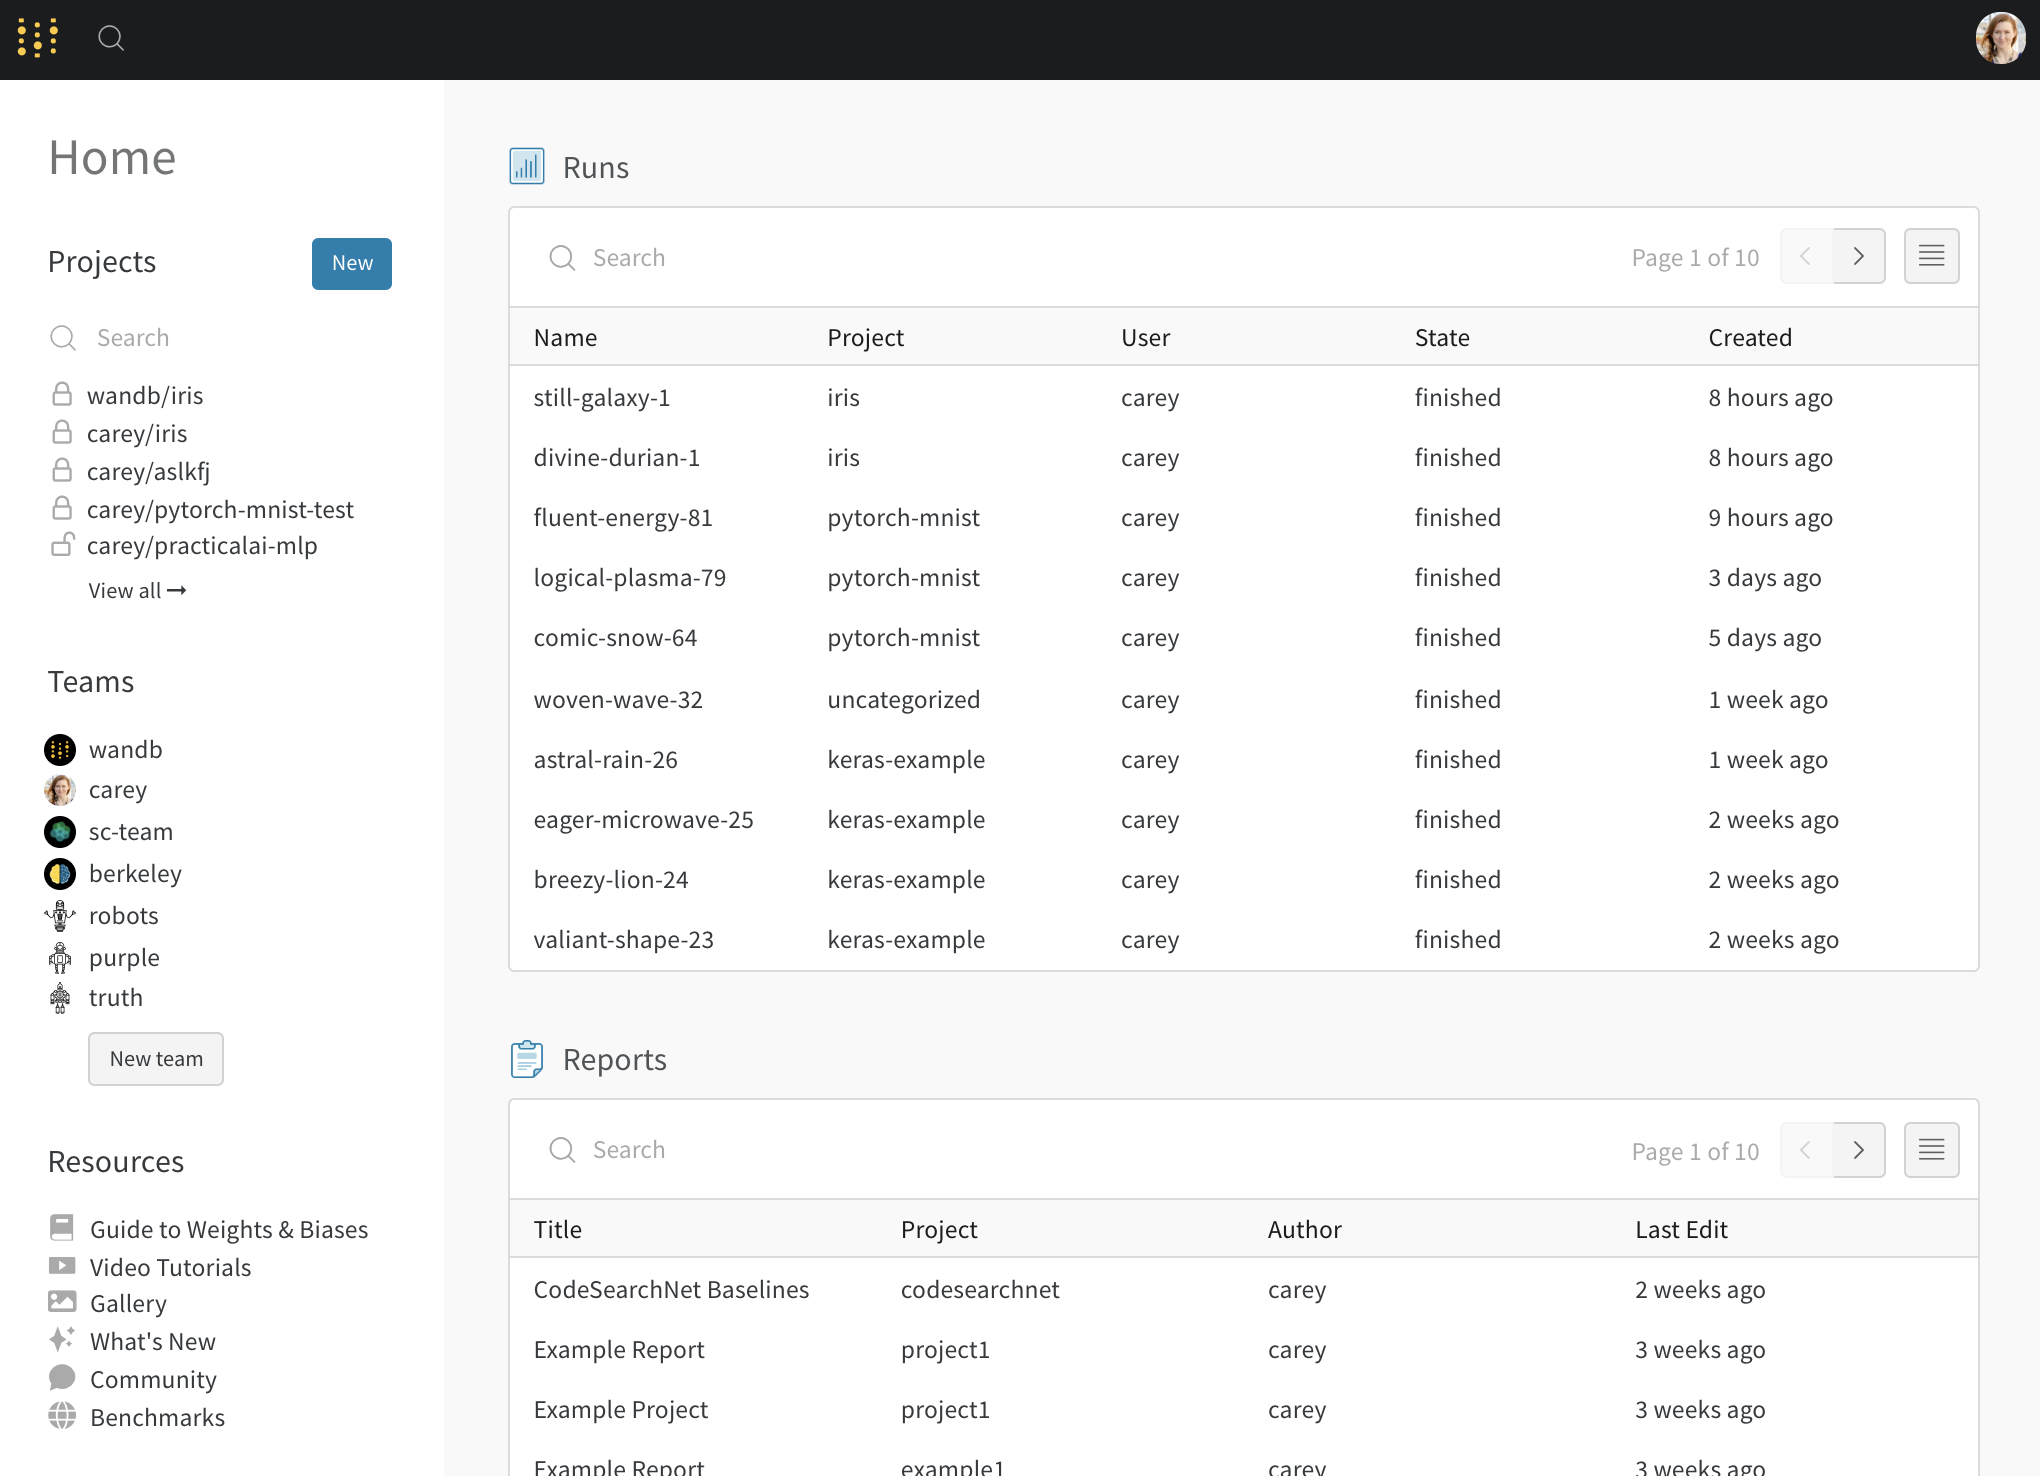 Home
Projects
New
Search
wandb/iris
carey/iris
carey/aslkfj
carey/pytorch-mnist-test
carey/practicalai-mlp
View all
Teams
wandb
carey
sc-team
berkeley
robots
purple
truth
New team
Resources
Guide to Weights & Biases
Video Tutorials
Gallery
What's New
Community
Benchmarks
Runs
Search Page 1 of 10
Name Project User State Created
still-galaxy-1 iris carey finished 8 hours ago
divine-durian-1 iris carey finished 8 hours ago
fluent-energy-81 pytorch-mnist carey finished 9 hours ago
logical-plasma-79 pytorch-mnist carey finished 3 days ago
comic-snow-64 pytorch-mnist carey finished 5 days ago
woven-wave-32 uncategorized carey finished 1 week ago
astral-rain-26 keras-example carey finished 1 week ago
eager-microwave-25 keras-example carey finished 2 weeks ago
breezy-lion-24 keras-example carey finished 2 weeks ago
valiant-shape-23 keras-example carey finished 2 weeks ago
Reports
Search Page 1 of 10
Title Project Author Last Edit
CodeSearchNet Baselines codesearchnet carey 2 weeks ago
Example Report project1 carey 3 weeks ago
Example Project project1 carey 3 weeks ago
Example Report example1 carey 3 weeks ago